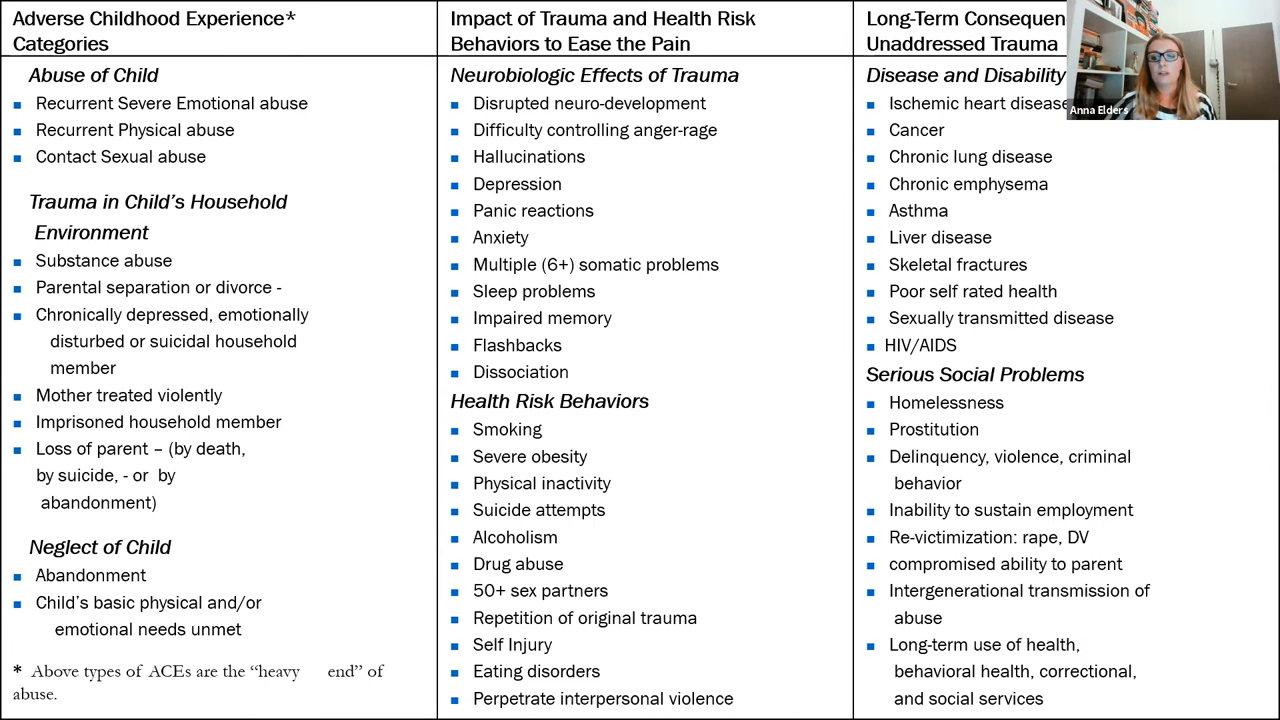 Adverse Childhood Experience*
Categories
Abuse of Child
Recurrent Severe Emotional abuse
Recurrent Physical abuse
Contact Sexual abuse
Trauma in Child's Household
Environment
Substance abuse
Parental separation or divorce -
Chronically depressed, emotionally
disturbed or suicidal household
member
Mother treated violently
Imprisoned household member
Loss of parent – (by death,
by suicide, - or by
abandonment)
Neglect of Child
Abandonment
Child's basic physical and/or
emotional needs unmet
* Above types of ACEs are the “heavy end” of
abuse.
Impact of Trauma and Health Risk
Behaviors to Ease the Pain
Neurobiologic Effects of Trauma
Disrupted neuro-development
Difficulty controlling anger-rage
Hallucinations
Depression
Panic reactions
Anxiety
Multiple (6+) somatic problems
Sleep problems
Impaired memory
Flashbacks
Dissociation
Health Risk Behaviors
Smoking
Severe obesity
Physical inactivity
Suicide attempts
Alcoholism
Drug abuse
50+ sex partners
Repetition of original trauma
Self Injury
Eating disorders
Perpetrate interpersonal violence
Long-Term
Unaddressed Trauma
Disease and Disability
Ischemic heart disease
Cancer
Chronic lung disease
Chronic emphysema
Asthma
Liver disease
Skeletal fractures
Poor self rated health
Sexually transmitted disease
HIV/AIDS
Serious Social Problems
Homelessness
Prostitution
Delinquency, violence, criminal
behavior
Inability to sustain employment
Re-victimization: rape, DV
compromised ability to parent
Intergenerational transmission of
abuse
Long-term use of health,
behavioral health, correctional,
and social services
Anna Elders